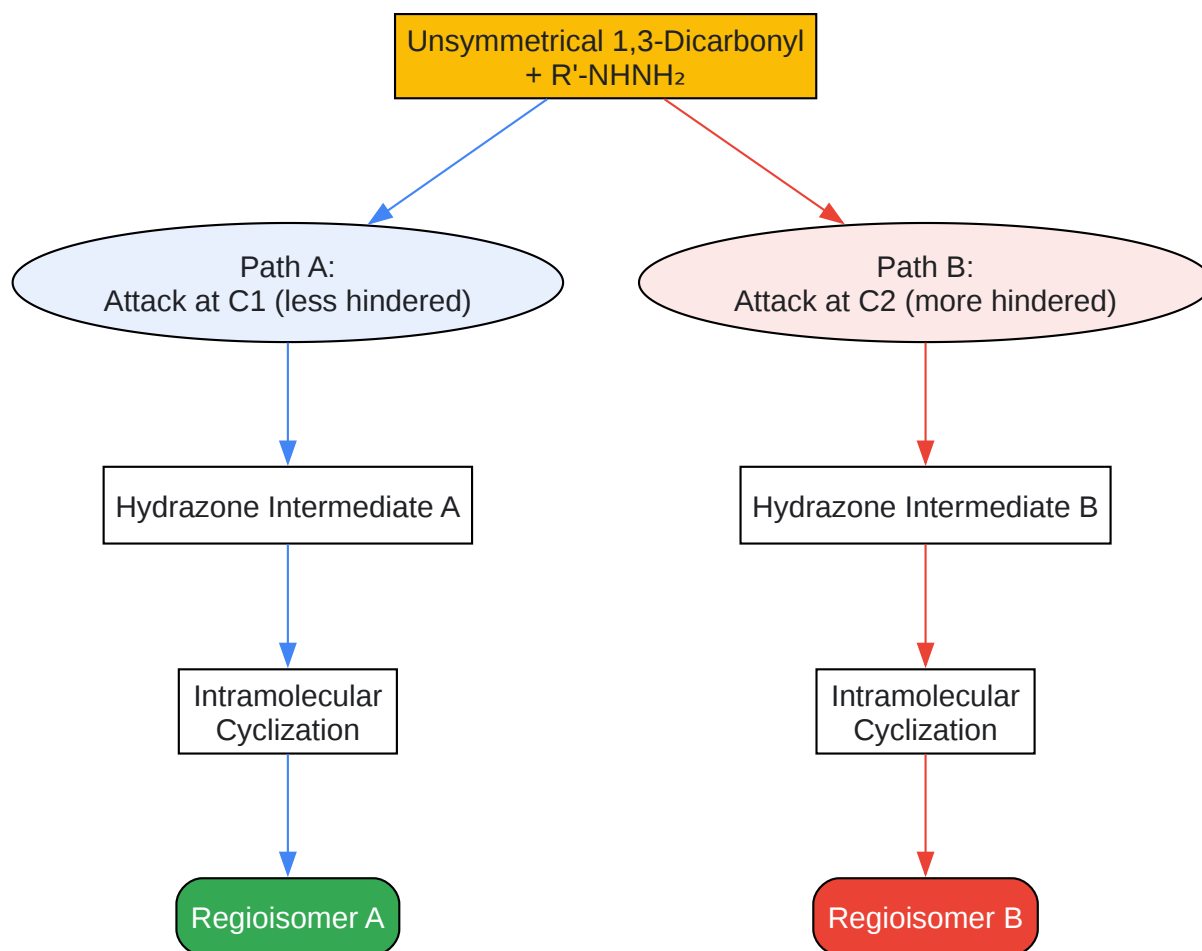 Unsymmetrical 1,3-Dicarbonyl
+ R'-NHNH₂
Path A:
Attack at C1 (less hindered)
Path B:
Attack at C2 (more hindered)
Hydrazone Intermediate A
Hydrazone Intermediate B
Intramolecular
Cyclization
Intramolecular
Cyclization
Regioisomer A
Regioisomer B